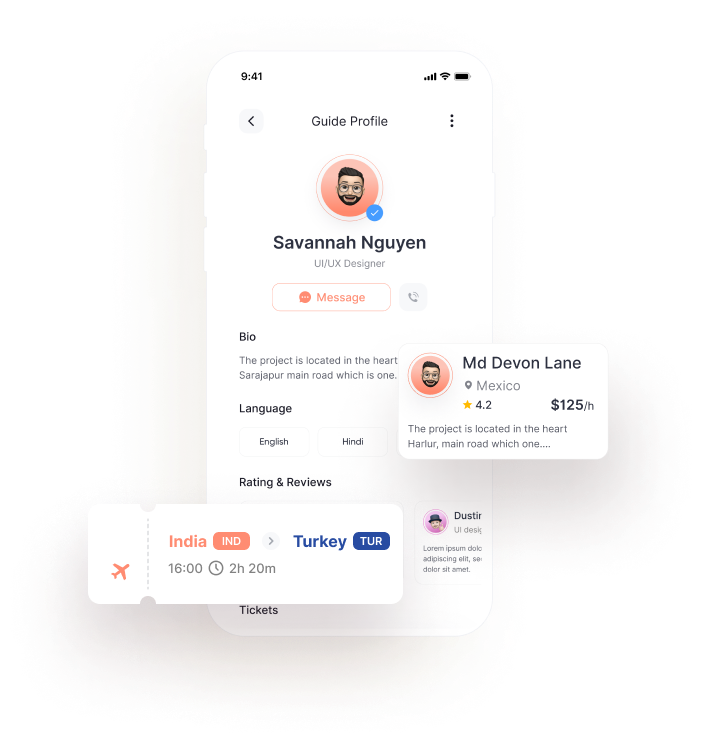 9:41
Guide Profile
Savannah Nguyen
UI/UX Designer
Message
Bio
The project is located in the heart
Sarajapur main road which is one.
Md Devon Lane
Mexico
4.2 $125/h
The project is located in the heart
Harlur, main road which one....
Language
English Hindi
Rating & Reviews
Dustin
UI desig
Lorem ipsum dolo
adipiscing elit, se
dolor sit amet.
India IND Turkey TUR
16:00 2h 20m
Tickets